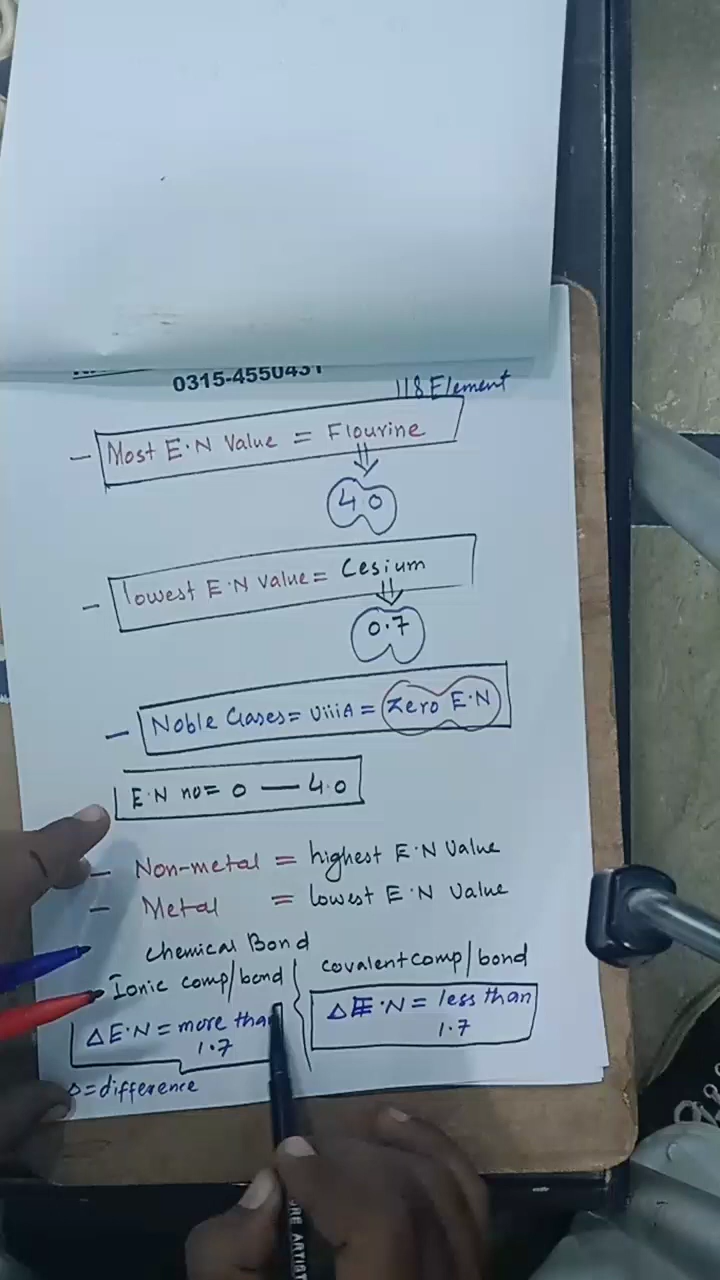 0315-4550431
118 Element
– Most E.N Value = Flourine
4.0
– lowest E.N value = Cesium
0.7
– Noble Gases = viiiA = Zero E.N
E.N no = 0 — 4.0
– Non-metal = highest E.N Value
– Metal = lowest E.N Value
Chemical Bond
Ionic comp/bond
covalent comp/bond
Δ E.N = more than
1.7
Δ E.N = less than
1.7
Δ = difference